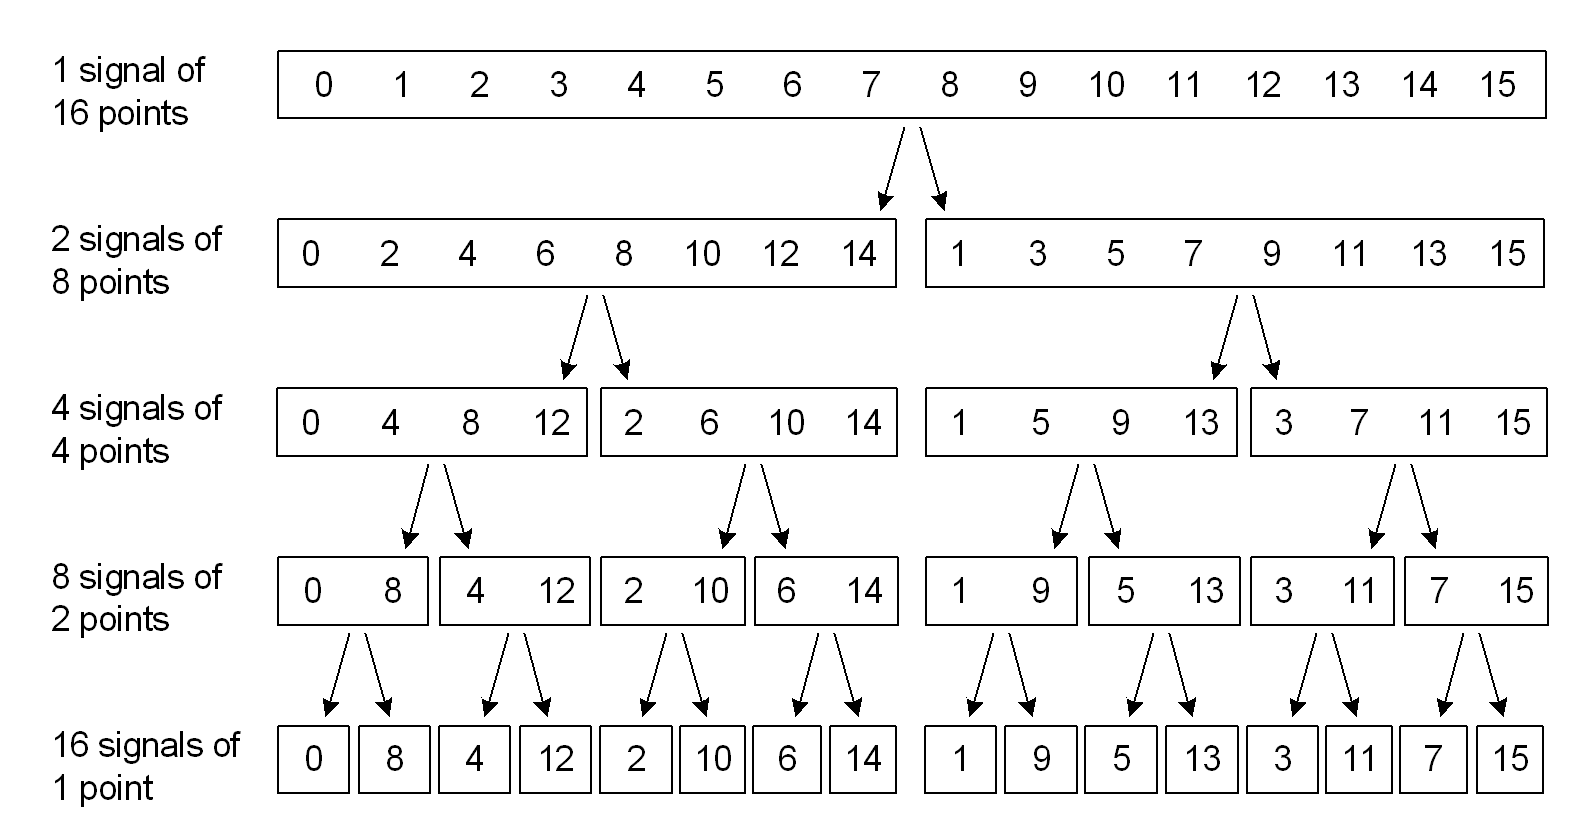 1 signal of
16 points
0 1 2 3 4 5 6 7 8 9 10 11 12 13 14 15
2 signals of
8 points
0 2 4 6 8 10 12 14
1 3 5 7 9 11 13 15
4 signals of
4 points
0 4 8 12
2 6 10 14
1 5 9 13
3 7 11 15
8 signals of
2 points
0 8
4 12
2 10
6 14
1 9
5 13
3 11
7 15
16 signals of
1 point
0
8
4
12
2
10
6
14
1
9
5
13
3
11
7
15